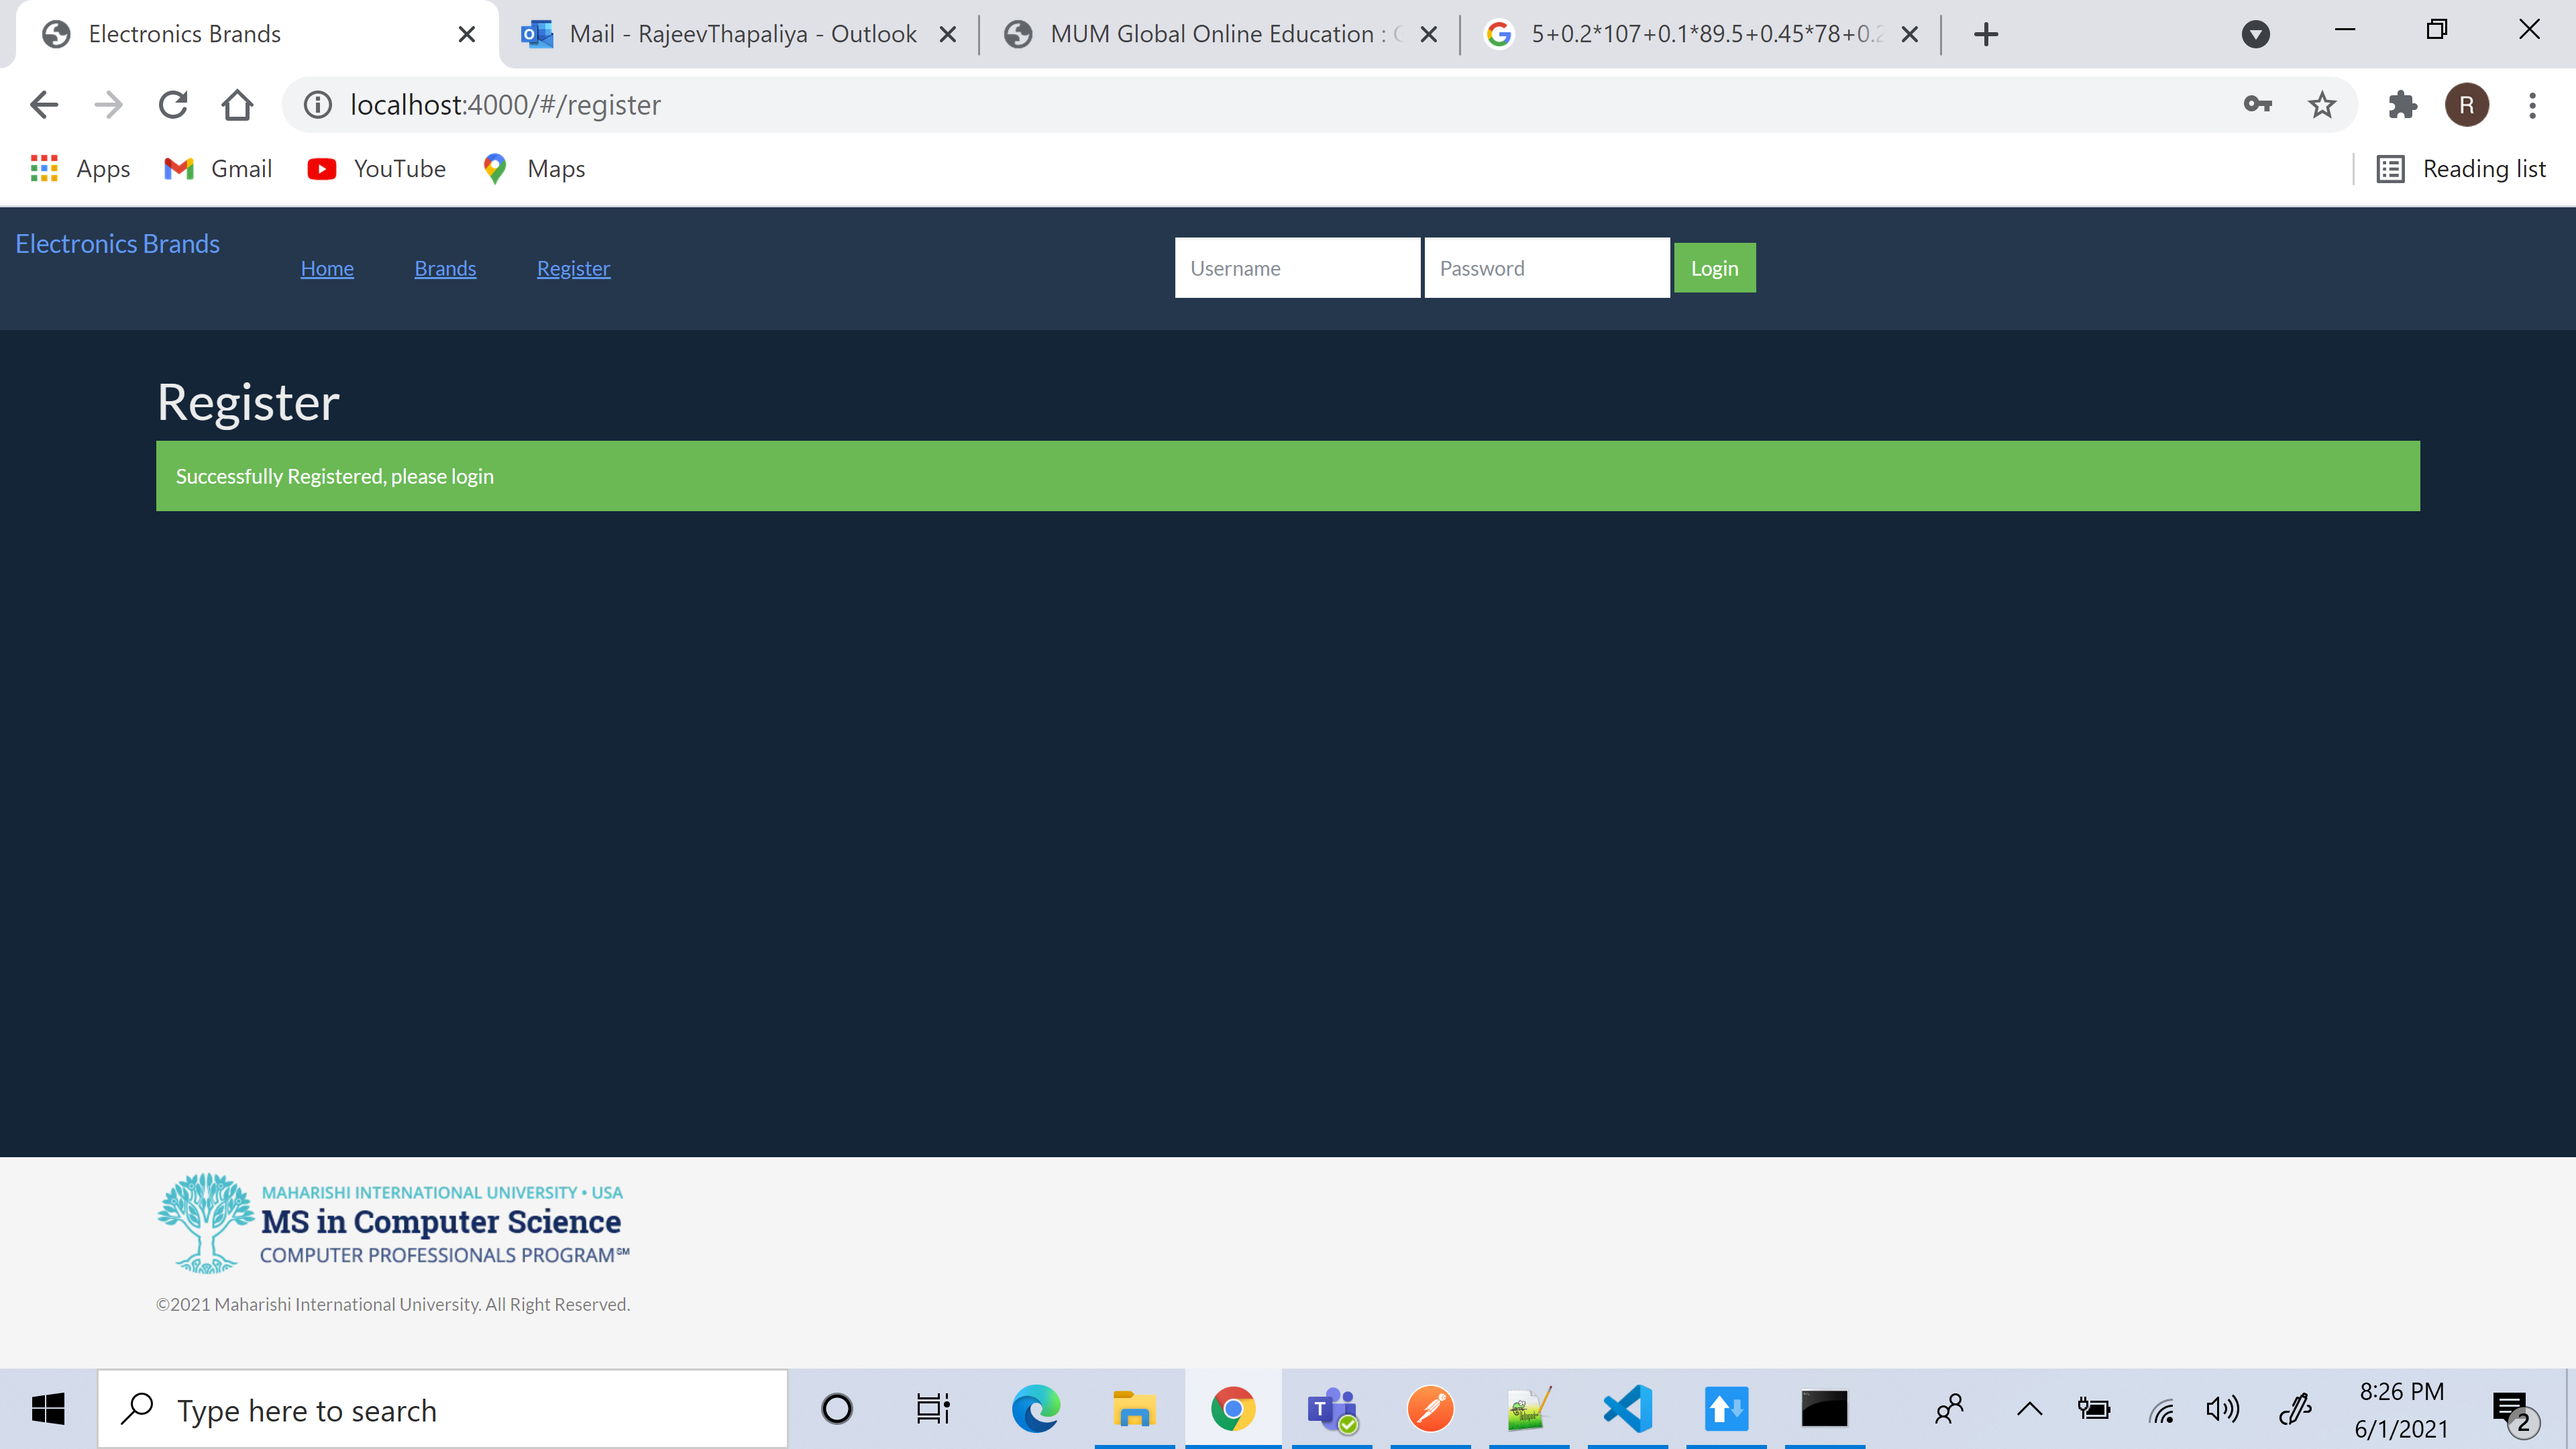 Electronics Brands
Mail - RajeevThapaliya - Outlook
MUM Global Online Education :
5+0.2*107+0.1*89.5+0.45*78+0.2
localhost:4000/#/register
R
Apps
Gmail
YouTube
Maps
Reading list
Electronics Brands
Home
Brands
Register
Username
Password
Login
Register
Successfully Registered, please login
MAHARISHI INTERNATIONAL UNIVERSITY • USA
MS in Computer Science
COMPUTER PROFESSIONALS PROGRAM℠
©2021 Maharishi International University. All Right Reserved.
Type here to search
8:26 PM
6/1/2021
2